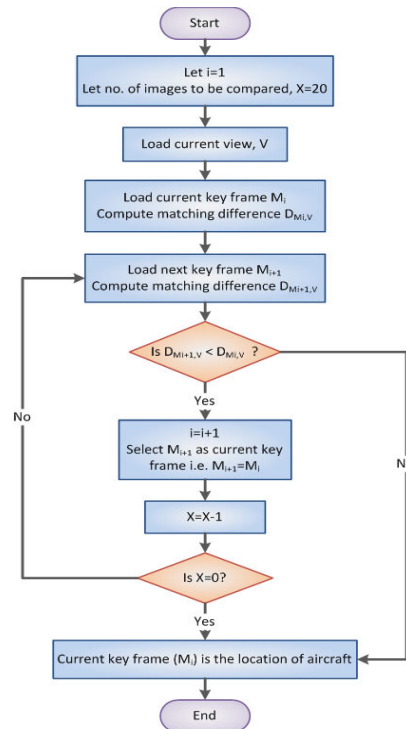 Start
Let i=1
Let no. of images to be compared, X=20
Load current view, V
Load current key frame Mi
Compute matching difference DMi,V
Load next key frame Mi+1
Compute matching difference DMi+1,V
Is DMi+1,V < DMi,V ?
No
Yes
i=i+1
Select Mi+1 as current key
frame i.e. Mi+1=Mi
X=X-1
Is X=0?
Yes
Current key frame (Mi) is the location of aircraft
End